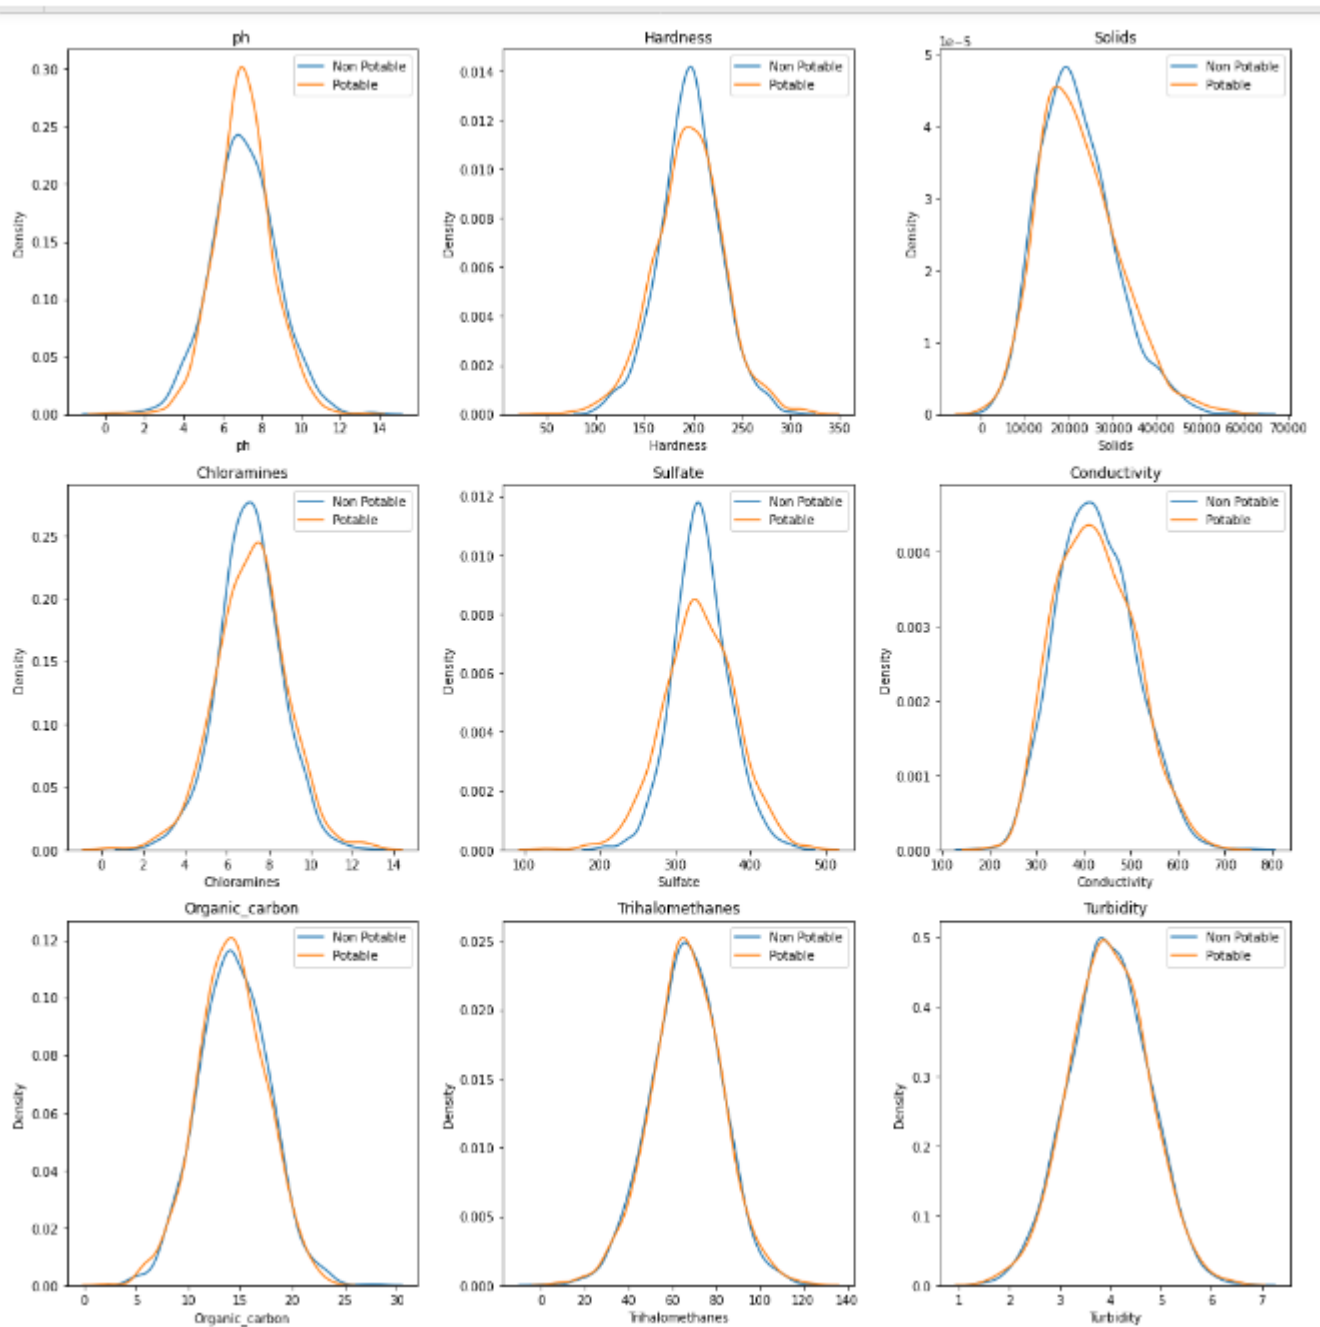 ph
Non Potable
Potable
0.30
0.25
0.20
0.15
0.10
0.05
0.00
Density
0 2 4 6 8 10 12 14
ph
Hardness
Non Potable
Potable
0.014
0.012
0.010
0.008
0.006
0.004
0.002
0.000
Density
50 100 150 200 250 300 350
Hardness
Solids
1e−5
Non Potable
Potable
5
4
3
2
1
0
Density
0 10000 20000 30000 40000 50000 60000 70000
Solids
Chloramines
Non Potable
Potable
0.25
0.20
0.15
0.10
0.05
0.00
Density
0 2 4 6 8 10 12 14
Chloramines
Sulfate
Non Potable
Potable
0.012
0.010
0.008
0.006
0.004
0.002
0.000
Density
100 200 300 400 500
Sulfate
Conductivity
Non Potable
Potable
0.004
0.003
0.002
0.001
0.000
Density
100 200 300 400 500 600 700 800
Conductivity
Organic_carbon
Non Potable
Potable
0.12
0.10
0.08
0.06
0.04
0.02
0.00
Density
0 5 10 15 20 25 30
Organic_carbon
Trihalomethanes
Non Potable
Potable
0.025
0.020
0.015
0.010
0.005
0.000
Density
0 20 40 60 80 100 120 140
Trihalomethanes
Turbidity
Non Potable
Potable
0.5
0.4
0.3
0.2
0.1
0.0
Density
1 2 3 4 5 6 7
Turbidity